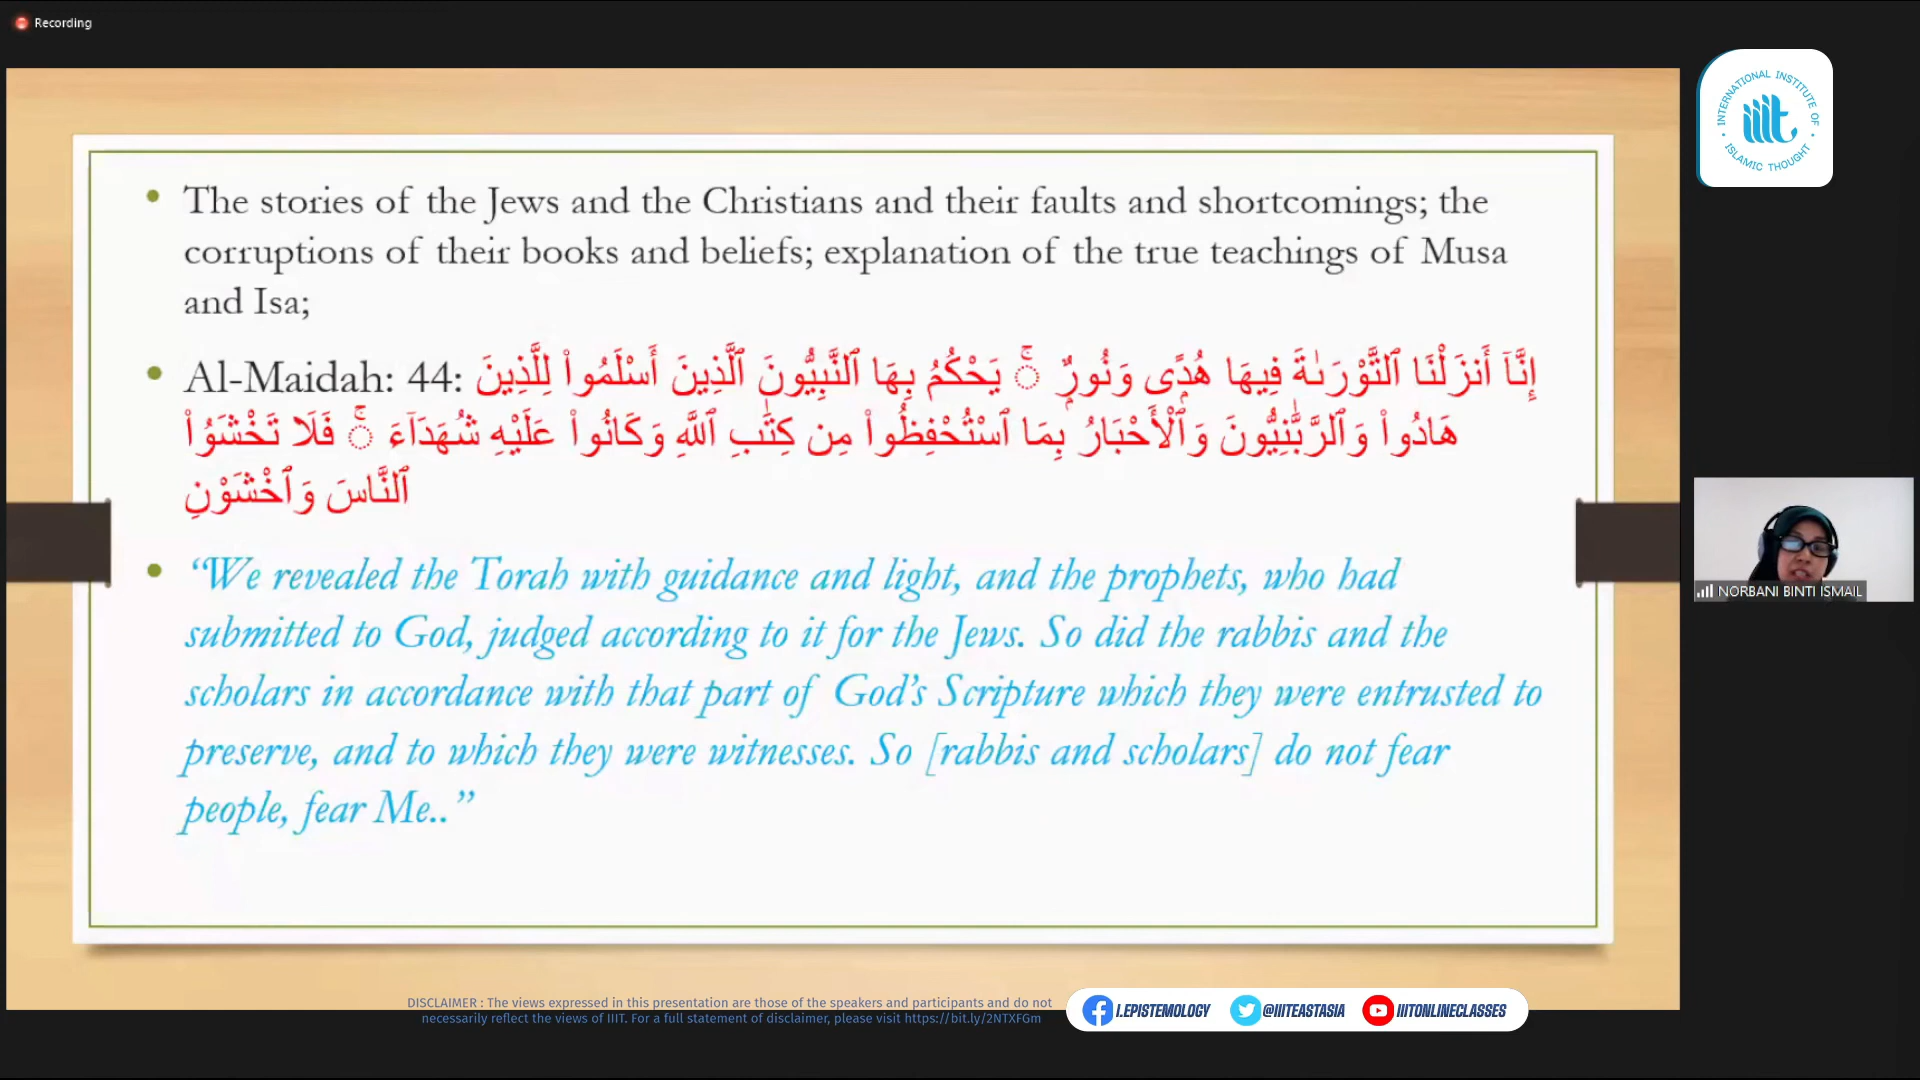 Recording
INTERNATIONAL INSTITUTE OF
iiit
ISLAMIC THOUGHT
• The stories of the Jews and the Christians and their faults and shortcomings; the
corruptions of their books and beliefs; explanation of the true teachings of Musa
and Isa;
• Al-Maidah: 44: إِنَّآ أَنزَلْنَا ٱلتَّوْرَىٰةَ فِيهَا هُدًۭى وَنُورٌۭ ۚ يَحْكُمُ بِهَا ٱلنَّبِيُّونَ ٱلَّذِينَ أَسْلَمُوا۟ لِلَّذِينَ
هَادُوا۟ وَٱلرَّبَّٰنِيُّونَ وَٱلْأَحْبَارُ بِمَا ٱسْتُحْفِظُوا۟ مِن كِتَٰبِ ٱللَّهِ وَكَانُوا۟ عَلَيْهِ شُهَدَآءَ ۚ فَلَا تَخْشَوُا۟
ٱلنَّاسَ وَٱخْشَوْنِ
• “We revealed the Torah with guidance and light, and the prophets, who had
submitted to God, judged according to it for the Jews. So did the rabbis and the
scholars in accordance with that part of God’s Scripture which they were entrusted to
preserve, and to which they were witnesses. So [rabbis and scholars] do not fear
people, fear Me..”
NORBANI BINTI ISMAIL
DISCLAIMER : The views expressed in this presentation are those of the speakers and participants and do not
necessarily reflect the views of IIIT. For a full statement of disclaimer, please visit https://bit.ly/2NTXFGm
I.EPISTEMOLOGY @IIITEASTASIA IIITONLINECLASSES